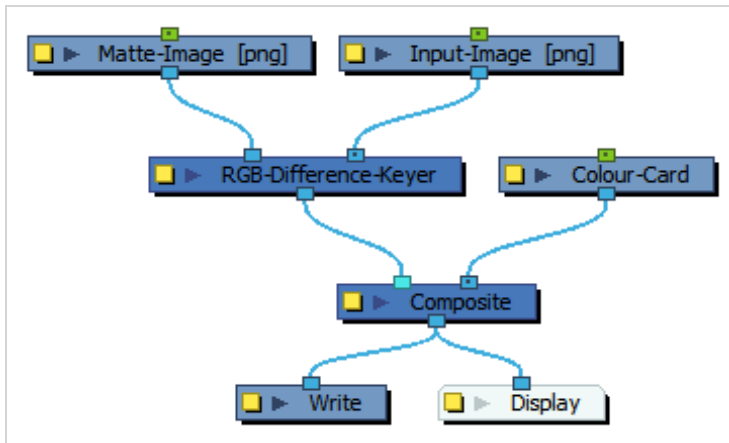 Matte-Image [png]
Input-Image [png]
RGB-Difference-Keyer
Colour-Card
Composite
Write
Display